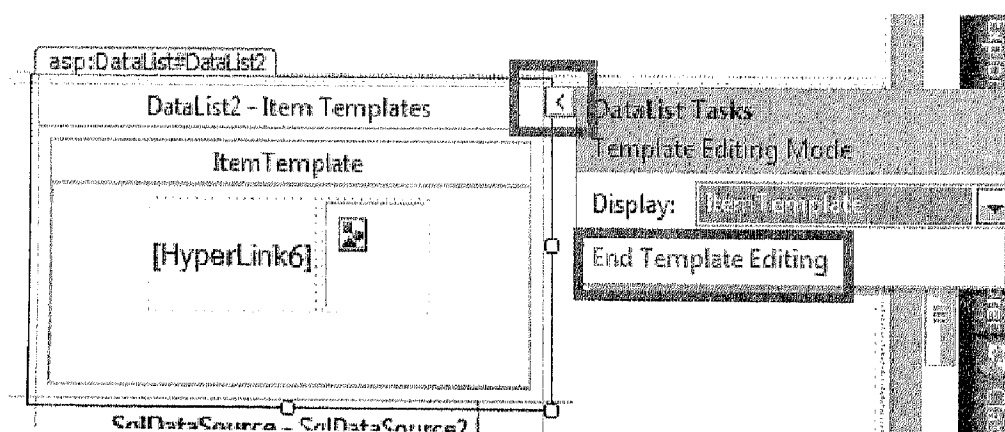 asp:DataList#DataList2
DataList2 - Item Templates
ItemTemplate
[HyperLink6]
SqlDataSource - SqlDataSource2
DataList Tasks
Template Editing Mode
Display: ItemTemplate
End Template Editing